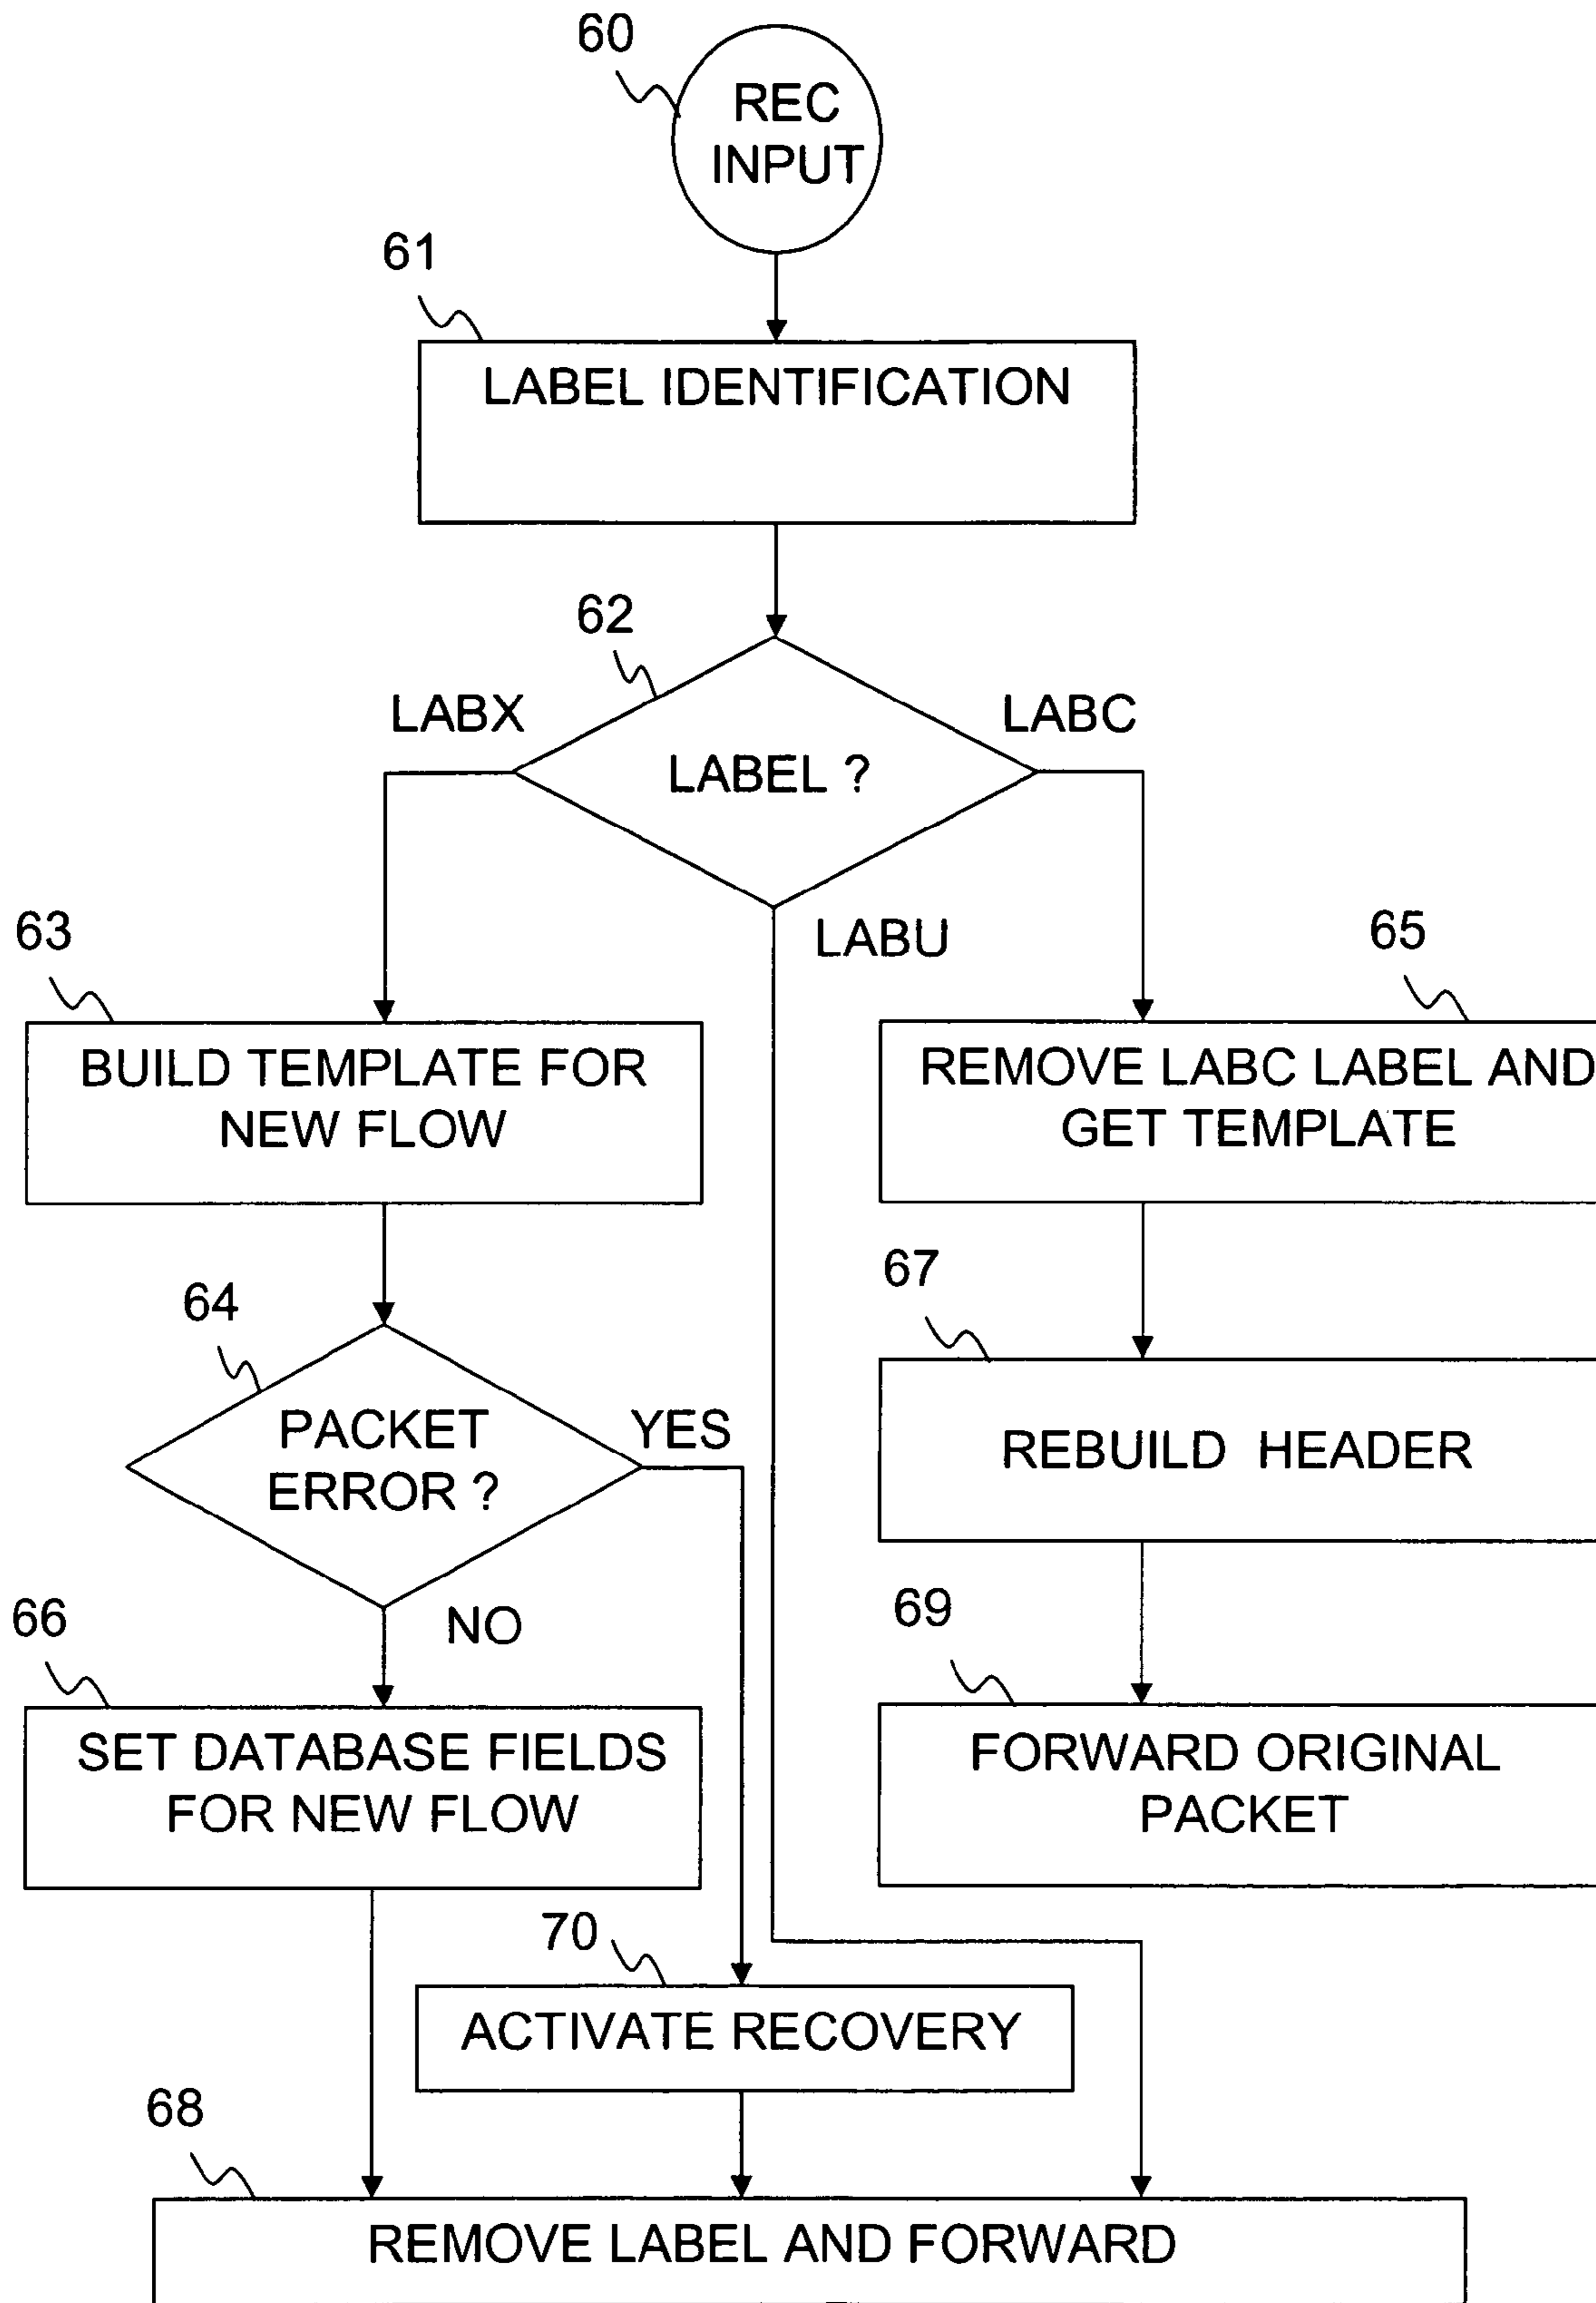 60
REC
INPUT
61
LABEL IDENTIFICATION
62
LABX
LABC
LABEL ?
LABU
63
65
BUILD TEMPLATE FOR
NEW FLOW
REMOVE LABC LABEL AND
GET TEMPLATE
64
67
PACKET
ERROR ?
YES
REBUILD HEADER
NO
66
69
SET DATABASE FIELDS
FOR NEW FLOW
FORWARD ORIGINAL
PACKET
70
ACTIVATE RECOVERY
68
REMOVE LABEL AND FORWARD